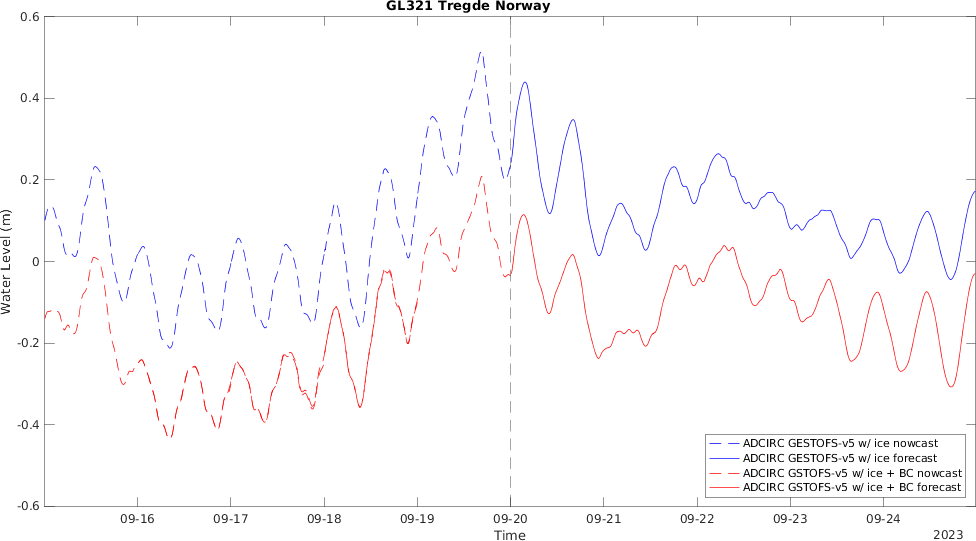 GL321 Tregde Norway
0.6
0.4
0.2
0
-0.2
-0.4
-0.6
Water Level (m)
ADCIRC GESTOFS-v5 w/ ice nowcast
ADCIRC GESTOFS-v5 w/ ice forecast
ADCIRC GSTOFS-v5 w/ ice + BC nowcast
ADCIRC GSTOFS-v5 w/ ice + BC forecast
09-16 09-17 09-18 09-19 09-20 09-21 09-22 09-23 09-24
Time
2023